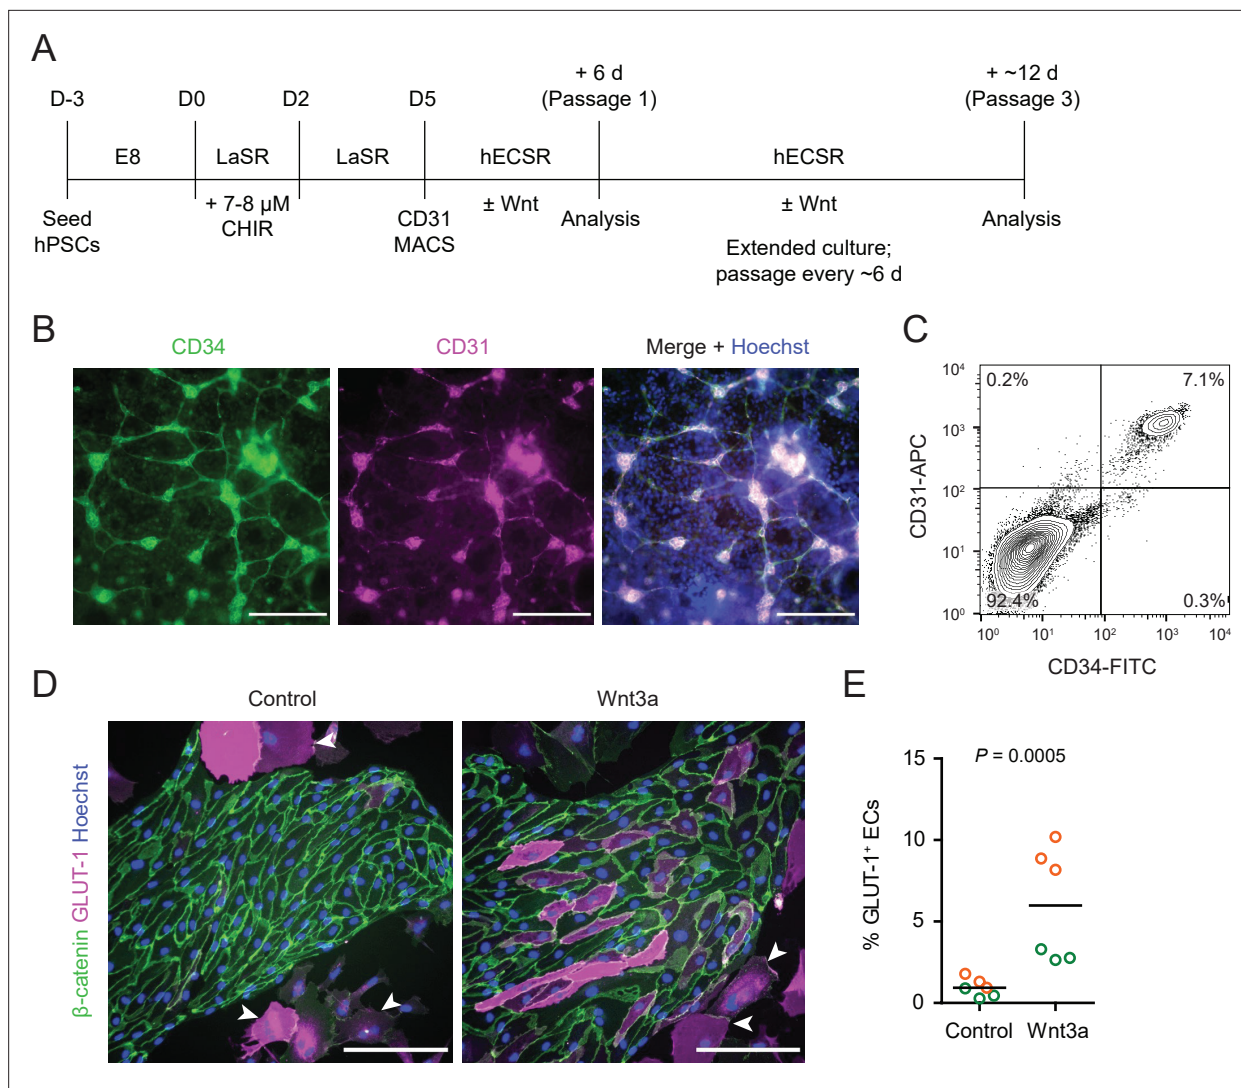 A
+ 6 d
(Passage 1)
+ ~12 d
(Passage 3)
D-3
D0
D2
D5
E8
LaSR
LaSR
hECSR
hECSR
Seed
hPSCs
+ 7-8 μM
CHIR
CD31
MACS
± Wnt
Analysis
± Wnt
Analysis
Extended culture;
passage every ~6 d
B
CD34
CD31
Merge + Hoechst
C
0.2%
7.1%
92.4%
0.3%
10⁴
10³
10²
10¹
10⁰
10⁰
10¹
10²
10³
10⁴
CD31-APC
CD34-FITC
D
Control
Wnt3a
β-catenin GLUT-1 Hoechst
E
P = 0.0005
15
10
5
0
% GLUT-1⁺ ECs
Control
Wnt3a